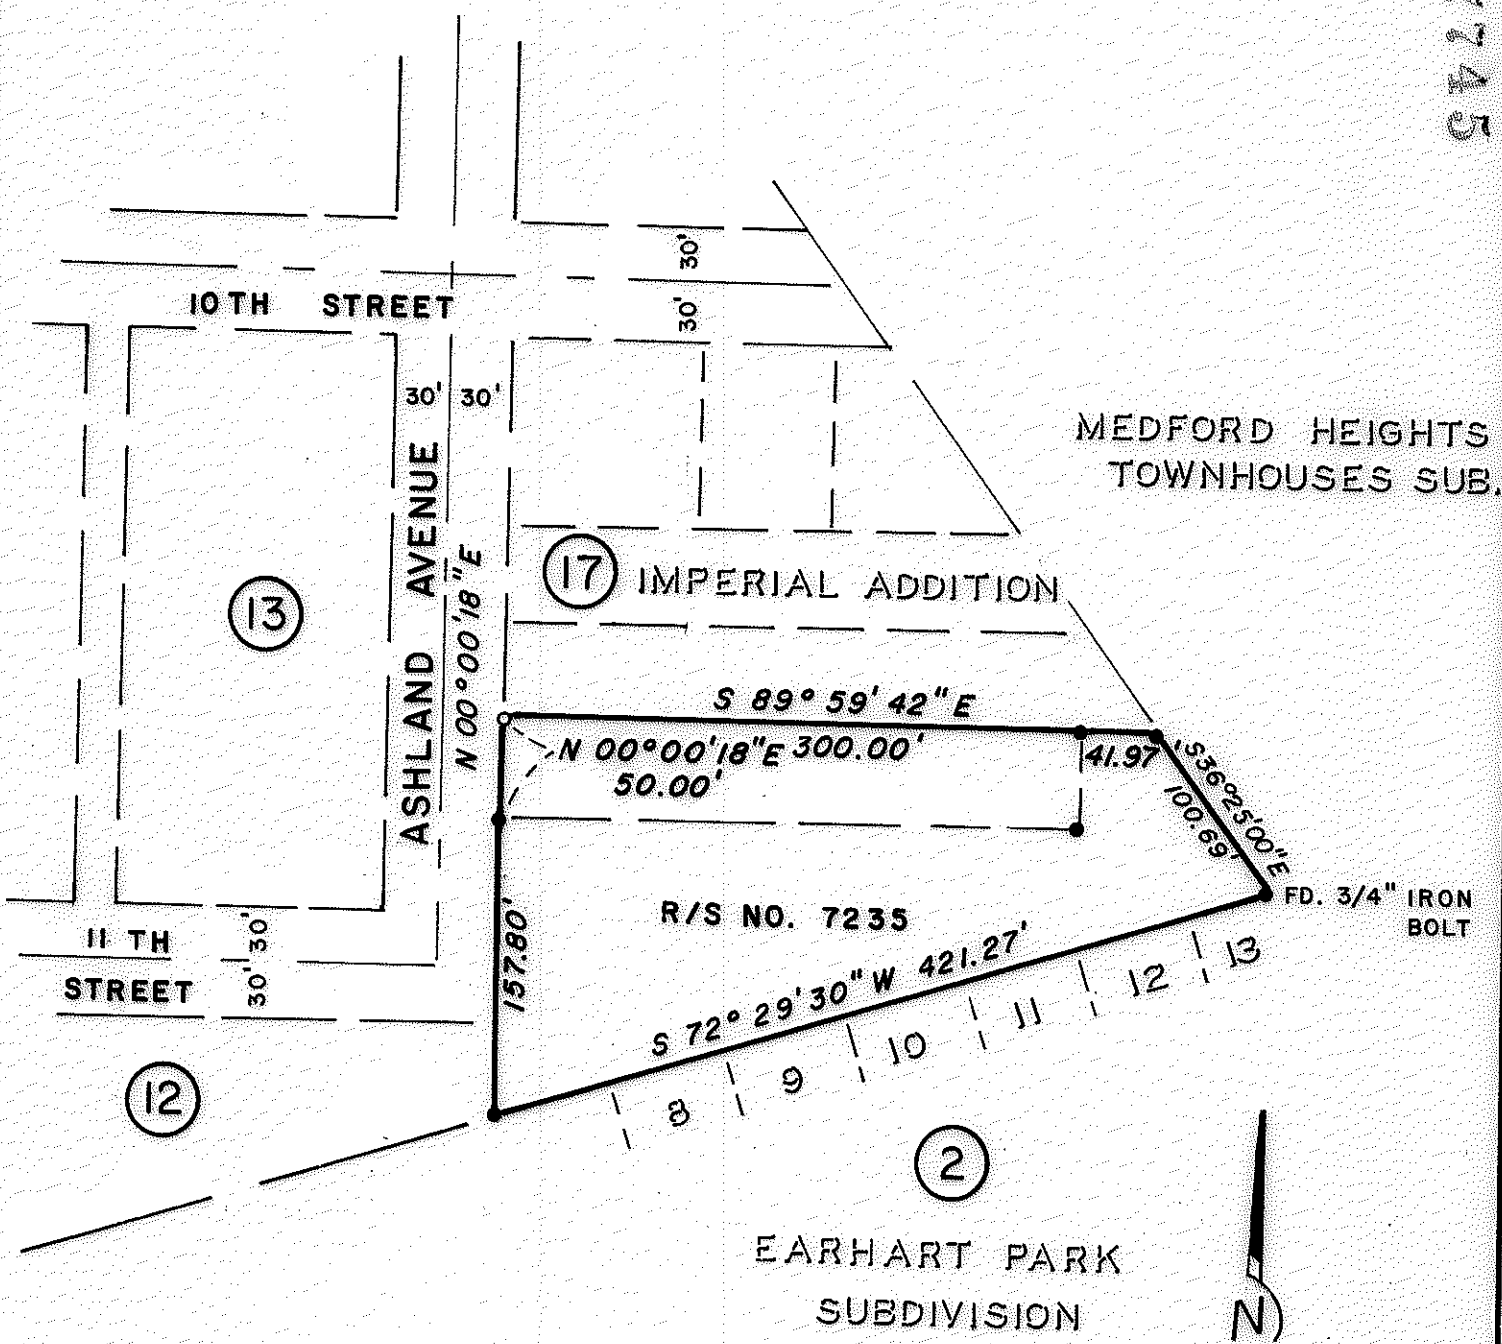 2745
30'
30'
10 TH STREET
30' 30'
MEDFORD HEIGHTS
TOWNHOUSES SUB.
ASHLAND AVENUE
N 00°00'18"E
13
17 IMPERIAL ADDITION
S 89° 59' 42" E
N 00°00'18"E 300.00'
50.00'
41.97'
S36°25'00"E
100.69'
FD. 3/4" IRON
BOLT
R/S NO. 7235
11 TH
STREET
30' 30'
157.80'
S 72° 29' 30" W 421.27'
8 9 10 11 12 13
12
2
EARHART PARK
SUBDIVISION
N